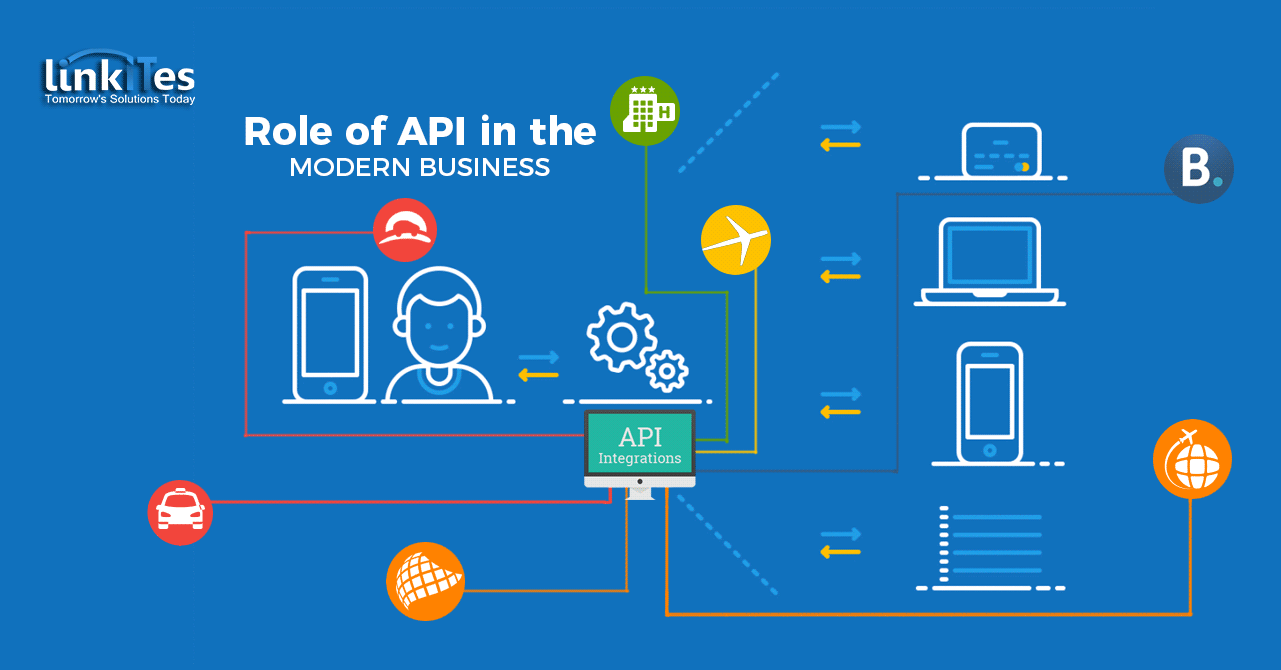 linkITes
Tomorrow's Solutions Today
Role of API in the
MODERN BUSINESS
H
B.
API
Integrations